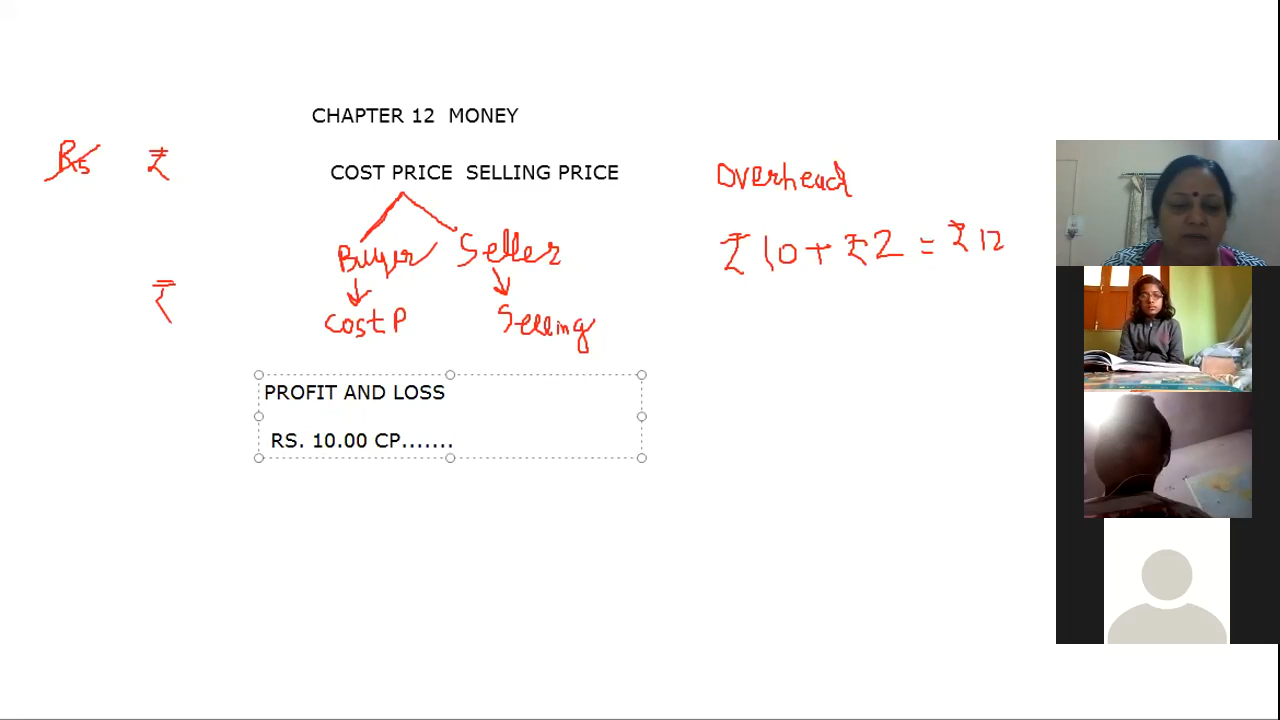 CHAPTER 12 MONEY
Rs ₹
COST PRICE SELLING PRICE
Overhead
Buyer Seller
₹10+₹2=₹12
₹
Cost P Selling
PROFIT AND LOSS
RS. 10.00 CP.......